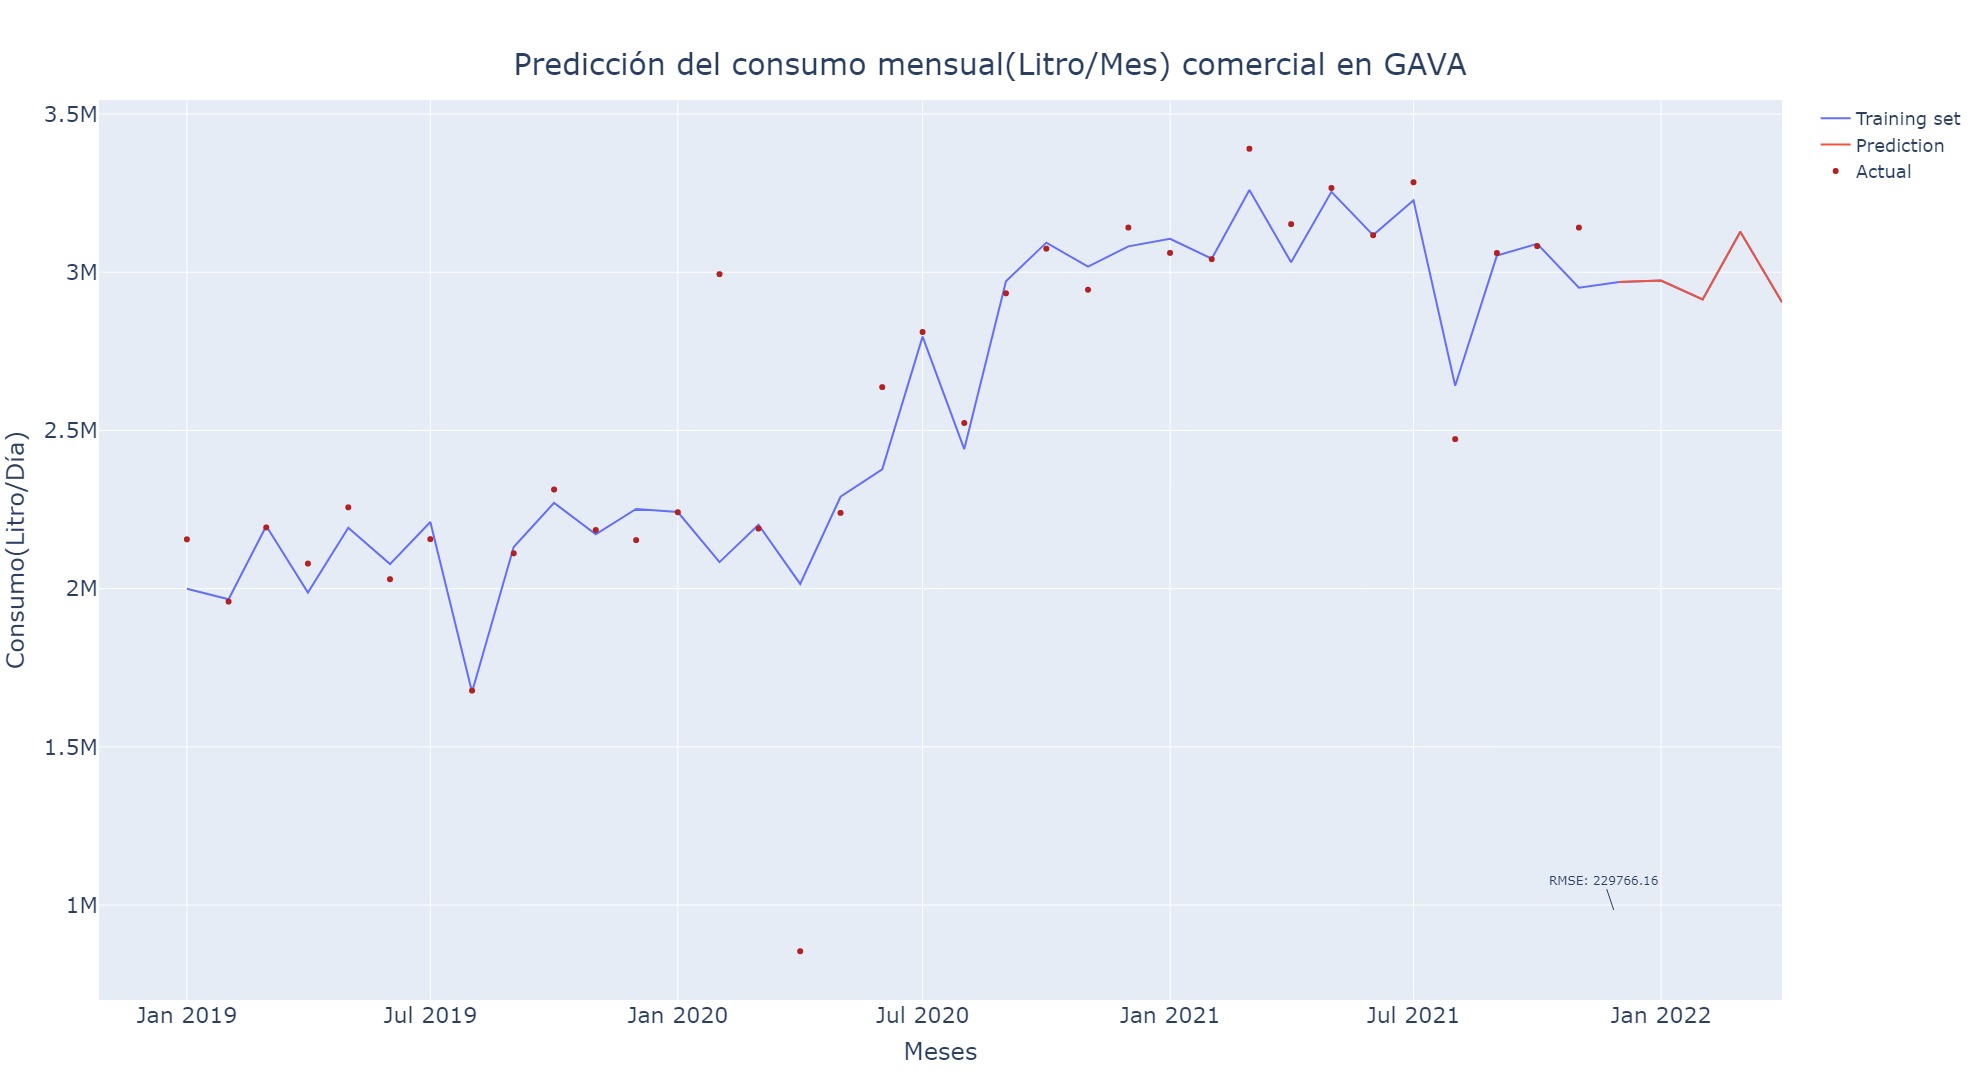 Predicción del consumo mensual(Litro/Mes) comercial en GAVA
Training set
Prediction
Actual
Consumo(Litro/Día)
3.5M
3M
2.5M
2M
1.5M
1M
RMSE: 229766.16
Jan 2019
Jul 2019
Jan 2020
Jul 2020
Jan 2021
Jul 2021
Jan 2022
Meses